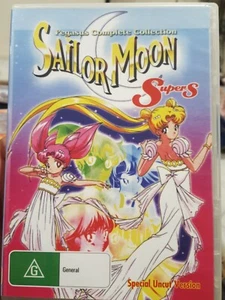 Pegasus Complete Collection
SAILOR MOON
SuperS
G
General
Special Uncut Version